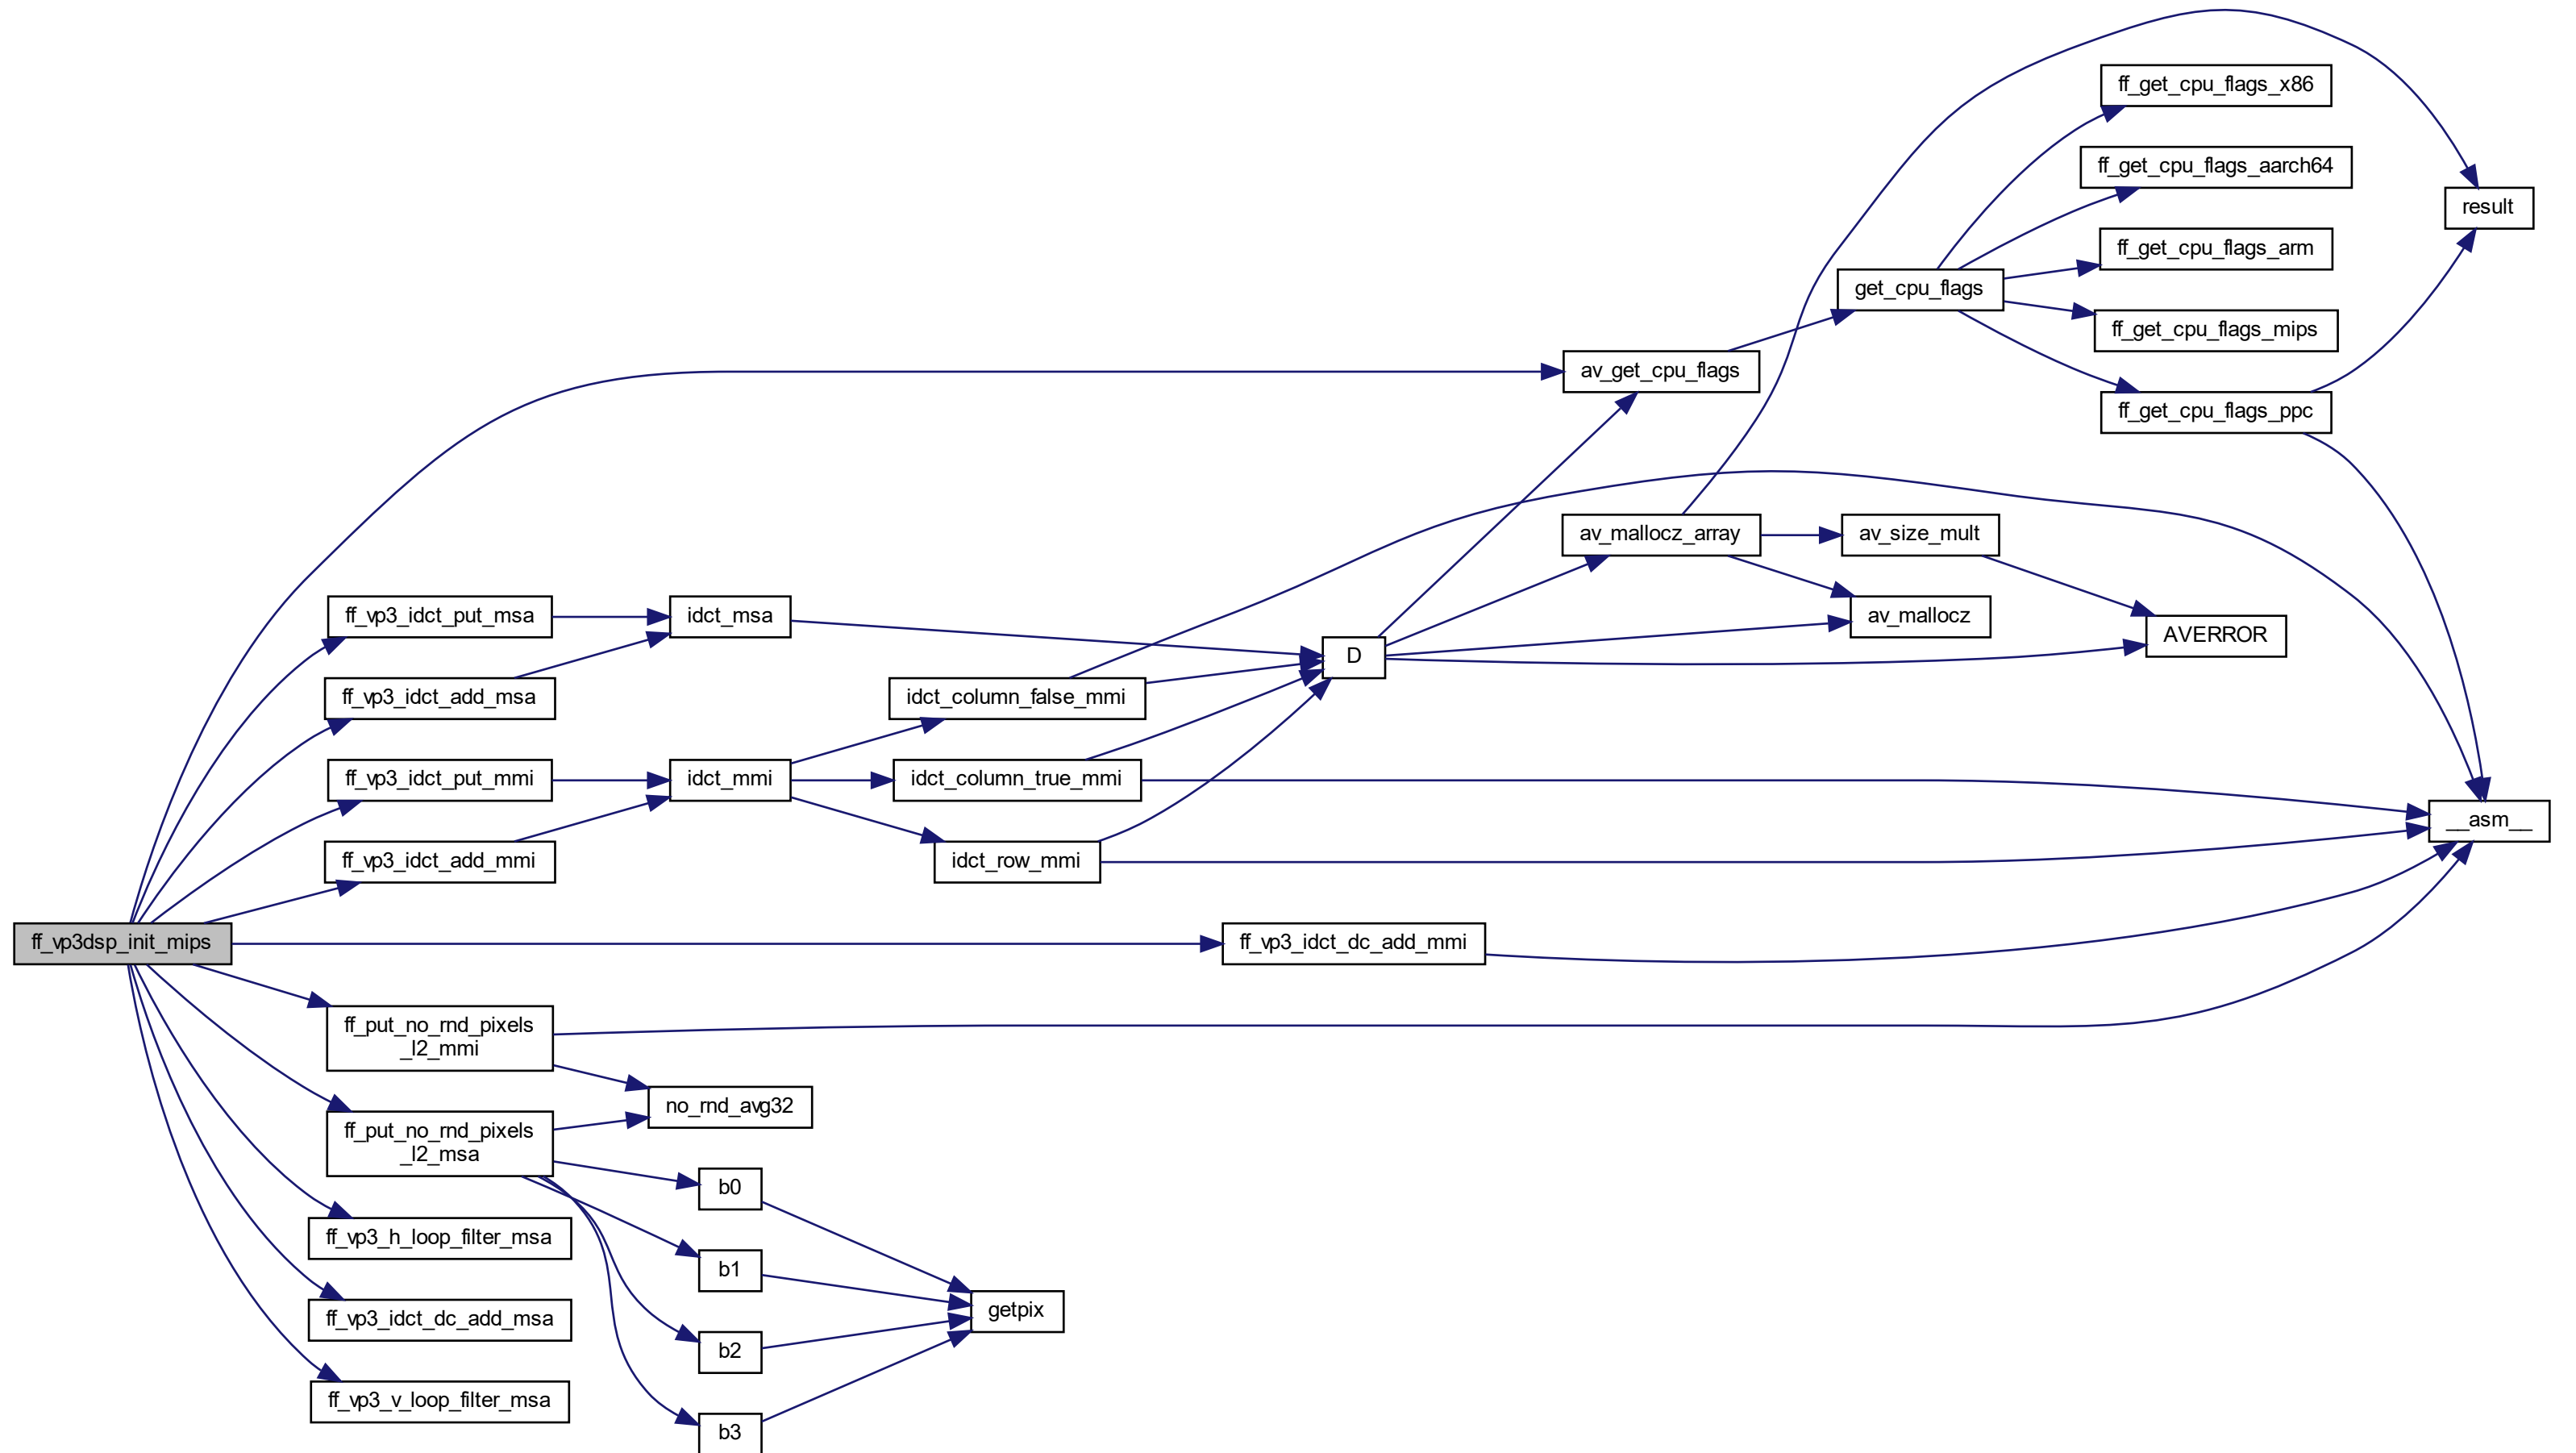 ff_get_cpu_flags_x86
ff_get_cpu_flags_aarch64
result
ff_get_cpu_flags_arm
get_cpu_flags
ff_get_cpu_flags_mips
av_get_cpu_flags
ff_get_cpu_flags_ppc
av_mallocz_array
av_size_mult
ff_vp3_idct_put_msa
idct_msa
av_mallocz
AVERROR
D
ff_vp3_idct_add_msa
idct_column_false_mmi
ff_vp3_idct_put_mmi
idct_mmi
idct_column_true_mmi
__asm__
ff_vp3_idct_add_mmi
idct_row_mmi
ff_vp3dsp_init_mips
ff_vp3_idct_dc_add_mmi
ff_put_no_rnd_pixels
_l2_mmi
no_rnd_avg32
ff_put_no_rnd_pixels
_l2_msa
b0
ff_vp3_h_loop_filter_msa
b1
getpix
ff_vp3_idct_dc_add_msa
b2
ff_vp3_v_loop_filter_msa
b3